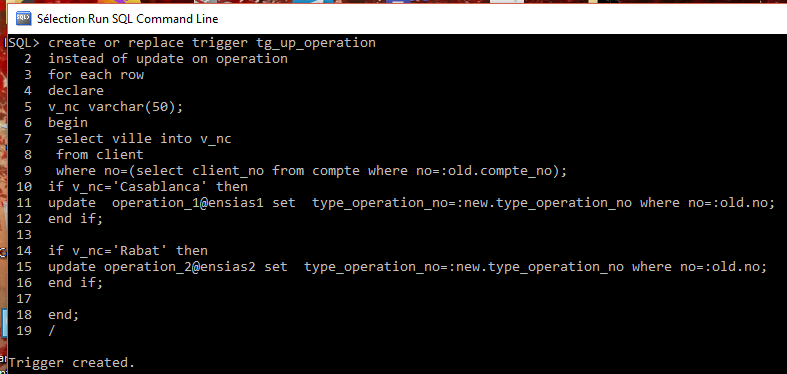 Sélection Run SQL Command Line
SQL> create or replace trigger tg_up_operation
2 instead of update on operation
3 for each row
4 declare
5 v_nc varchar(50);
6 begin
7 select ville into v_nc
8 from client
9 where no=(select client_no from compte where no=:old.compte_no);
10 if v_nc='Casablanca' then
11 update operation_1@ensias1 set type_operation_no=:new.type_operation_no where no=:old.no;
12 end if;
13
14 if v_nc='Rabat' then
15 update operation_2@ensias2 set type_operation_no=:new.type_operation_no where no=:old.no;
16 end if;
17
18 end;
19 /
Trigger created.